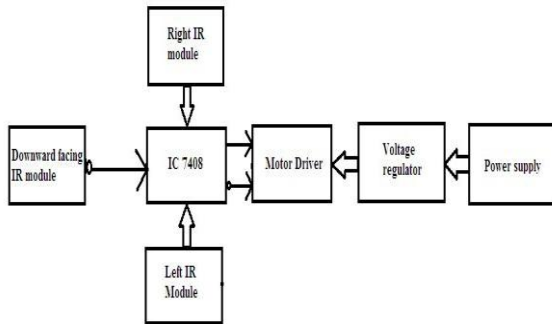 Right IR
module
Downward facing
IR module
IC 7408
Motor Driver
Voltage
regulator
Power supply
Left IR
Module